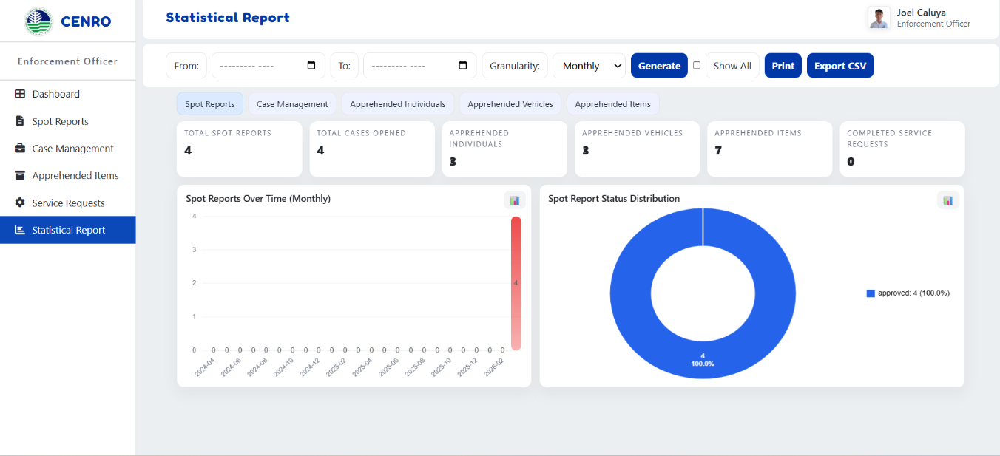 CENRO
Statistical Report
Joel Caluya
Enforcement Officer
Enforcement Officer
Dashboard
Spot Reports
Case Management
Apprehended Items
Service Requests
Statistical Report
From: --------- ---- To: --------- ---- Granularity: Monthly Generate Show All Print Export CSV
Spot Reports Case Management Apprehended Individuals Apprehended Vehicles Apprehended Items
TOTAL SPOT REPORTS
4
TOTAL CASES OPENED
4
APPREHENDED
INDIVIDUALS
3
APPREHENDED VEHICLES
3
APPREHENDED ITEMS
7
COMPLETED SERVICE
REQUESTS
0
Spot Reports Over Time (Monthly)
4
3
2
1
0
4
0 0 0 0 0 0 0 0 0 0 0 0 0 0 0 0 0 0 0 0 0 0 0
2024-04 2024-06 2024-08 2024-10 2024-12 2025-02 2025-04 2025-06 2025-08 2025-10 2025-12 2026-02
Spot Report Status Distribution
4
100.0%
approved: 4 (100.0%)